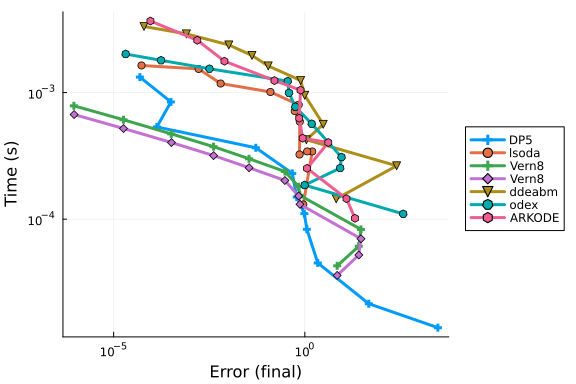 Time (s)
10⁻³
10⁻⁴
10⁻⁵
10⁰
Error (final)
DP5
lsoda
Vern8
Vern8
ddeabm
odex
ARKODE